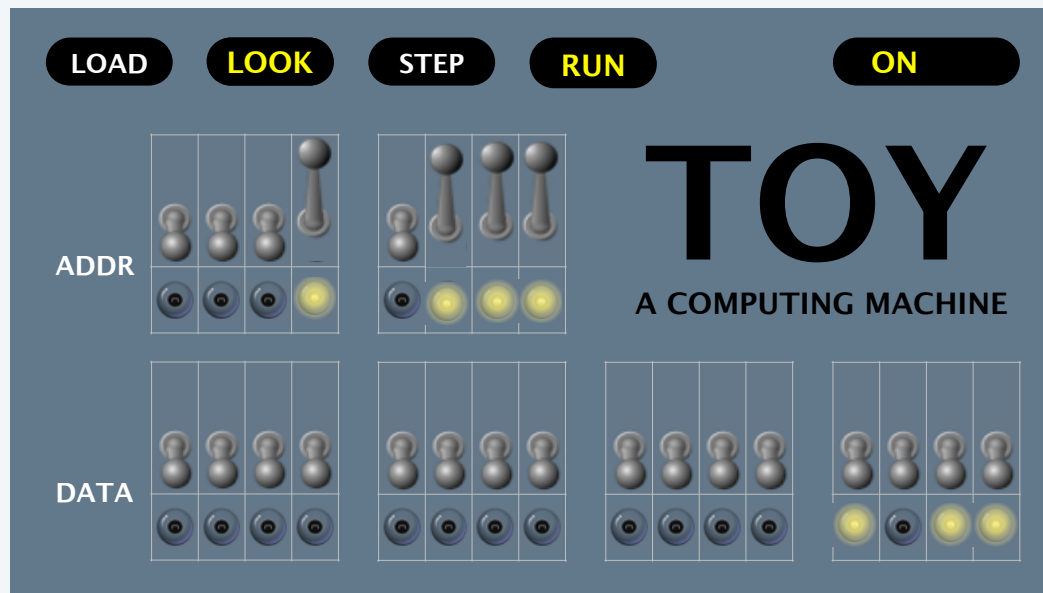 LOAD LOOK STEP RUN ON
TOY
ADDR
A COMPUTING MACHINE
DATA